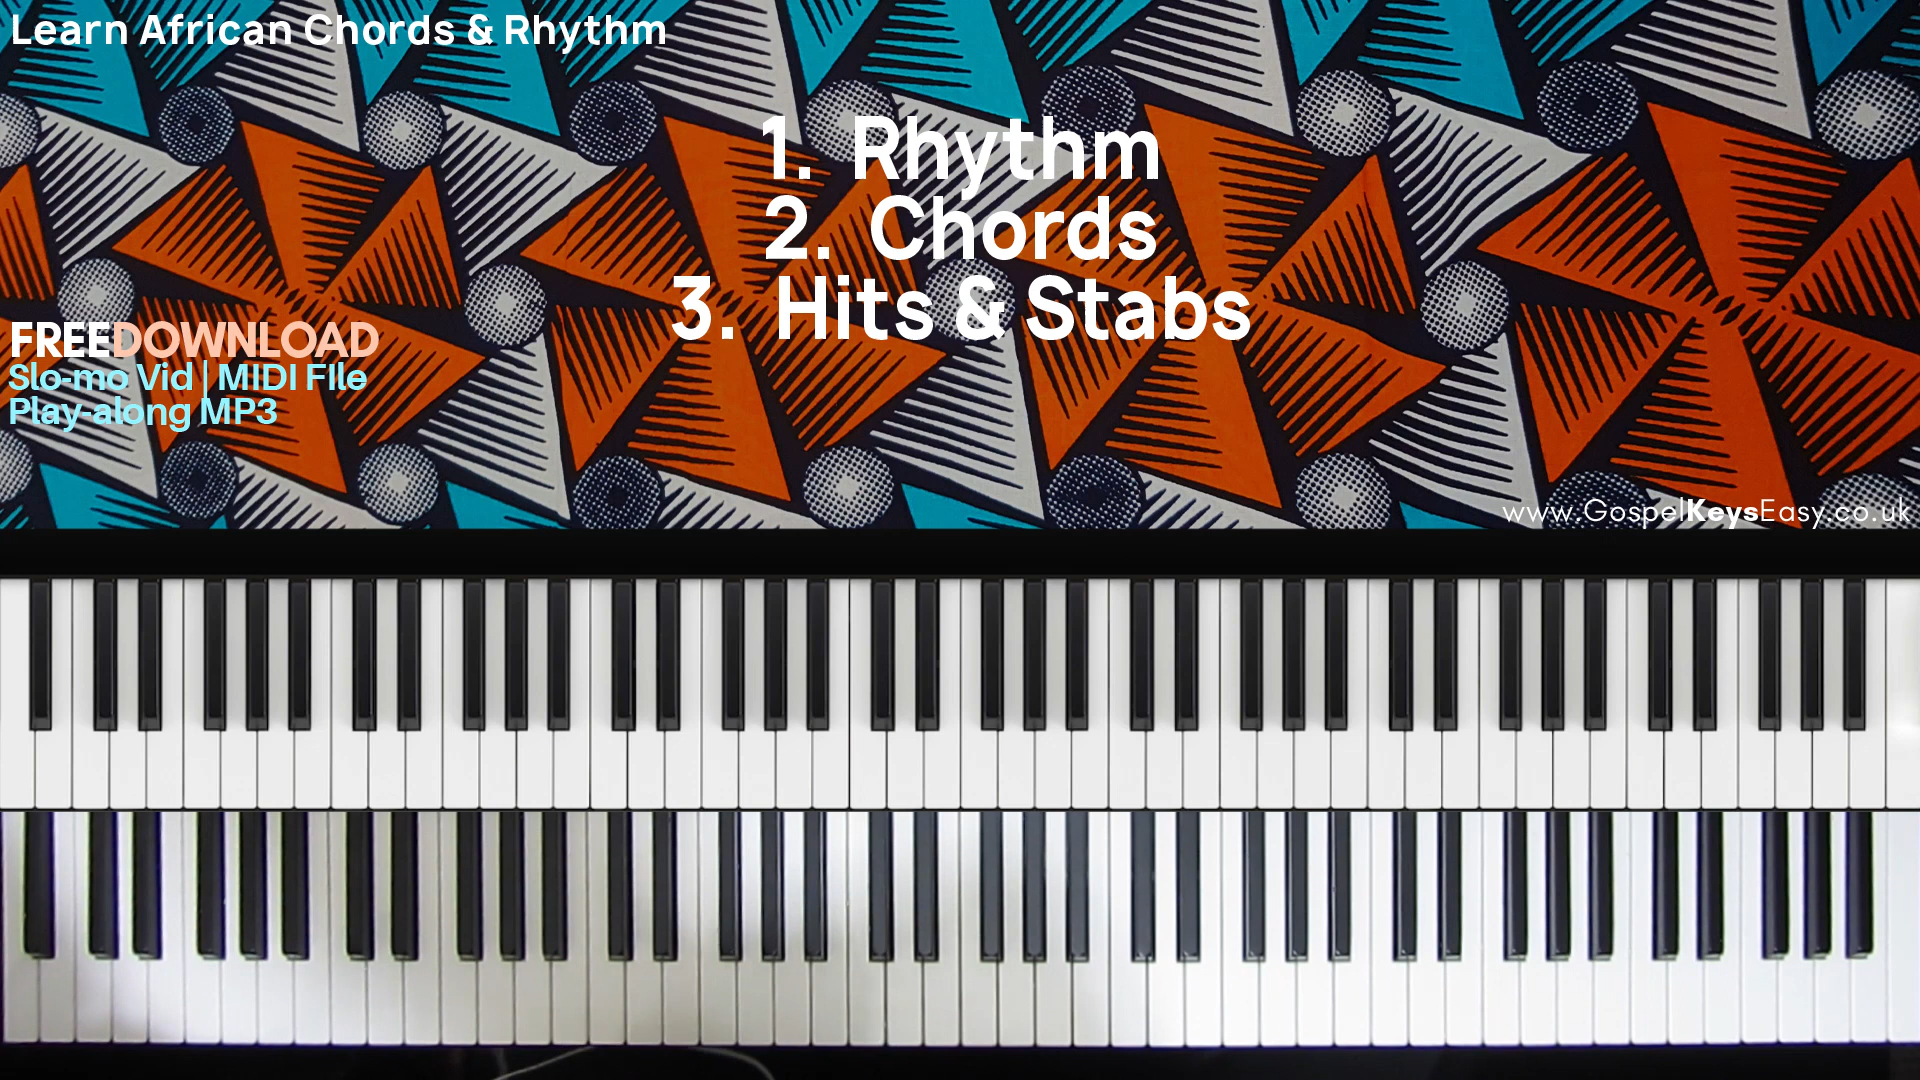 Learn African Chords & Rhythm
1. Rhythm
2. Chords
3. Hits & Stabs
FREEDOWNLOAD
Slo-mo Vid | MIDI FIle
Play-along MP3
www.GospelKeysEasy.co.uk